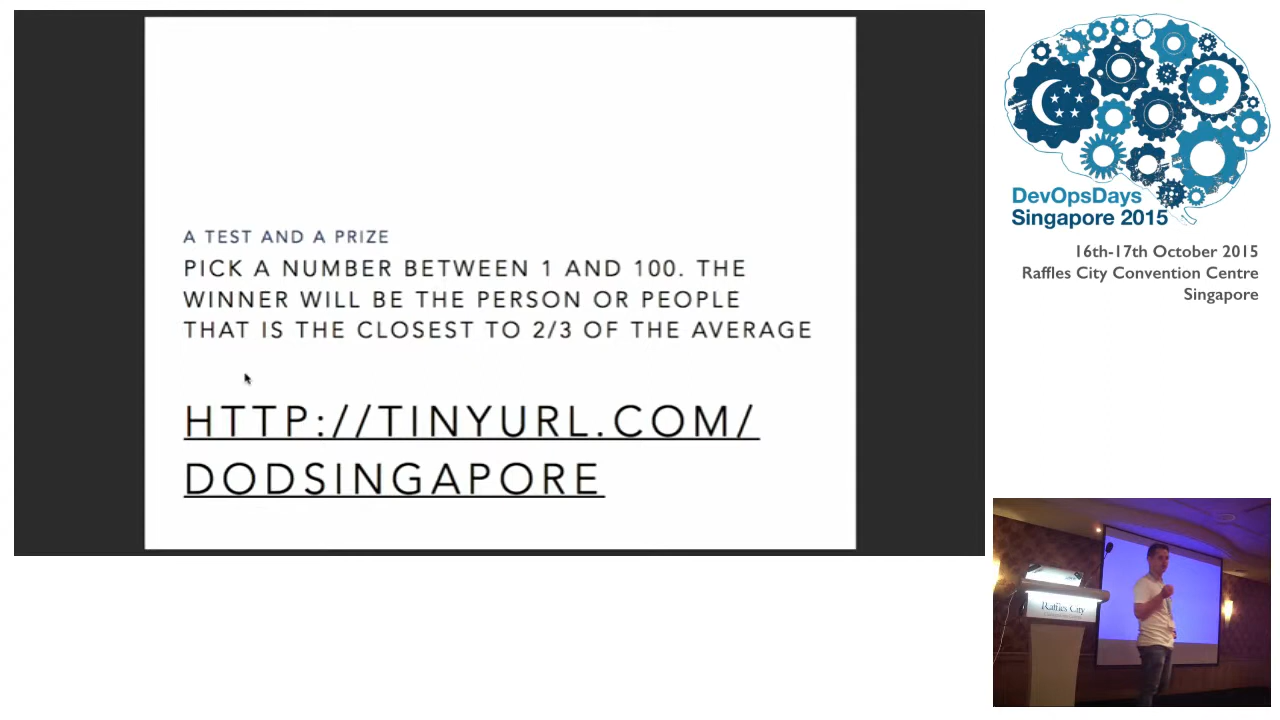 A TEST AND A PRIZE
PICK A NUMBER BETWEEN 1 AND 100. THE
WINNER WILL BE THE PERSON OR PEOPLE
THAT IS THE CLOSEST TO 2/3 OF THE AVERAGE
HTTP://TINYURL.COM/
DODSINGAPORE
DevOpsDays
Singapore 2015
16th-17th October 2015
Raffles City Convention Centre
Singapore
Raffles City